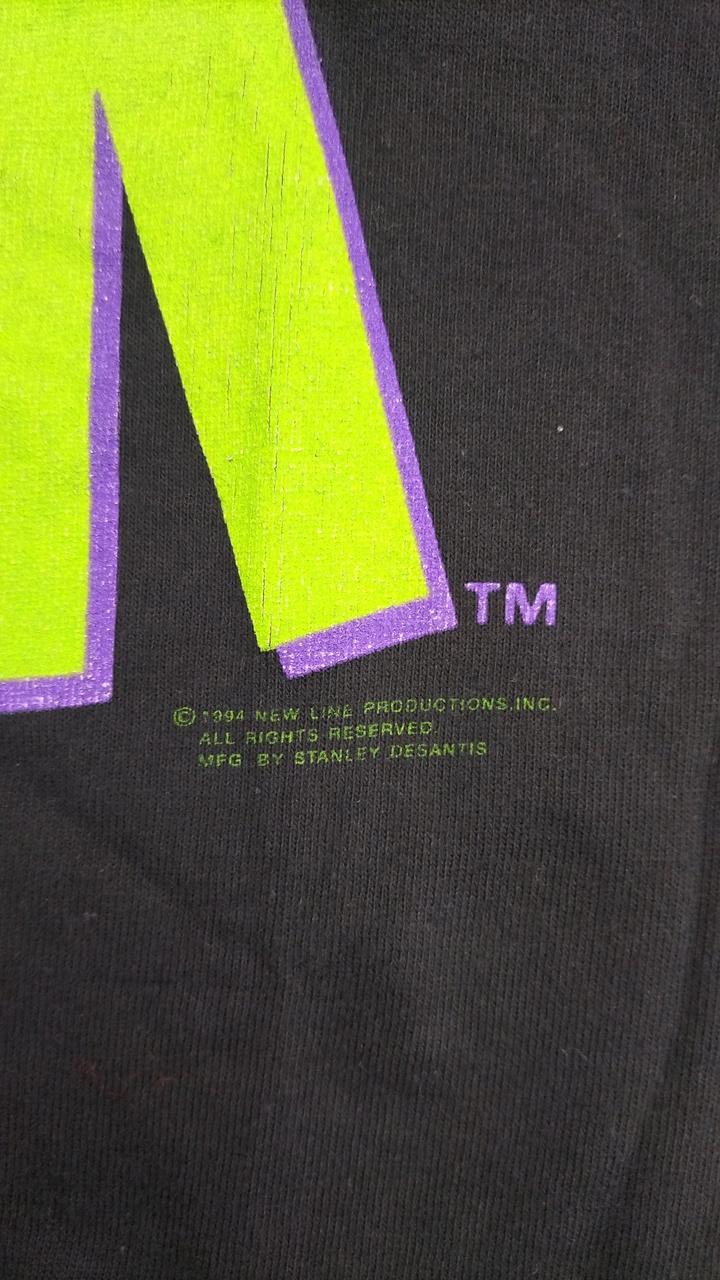 TM
© 1994 NEW LINE PRODUCTIONS, INC.
ALL RIGHTS RESERVED.
MFG BY STANLEY DESANTIS